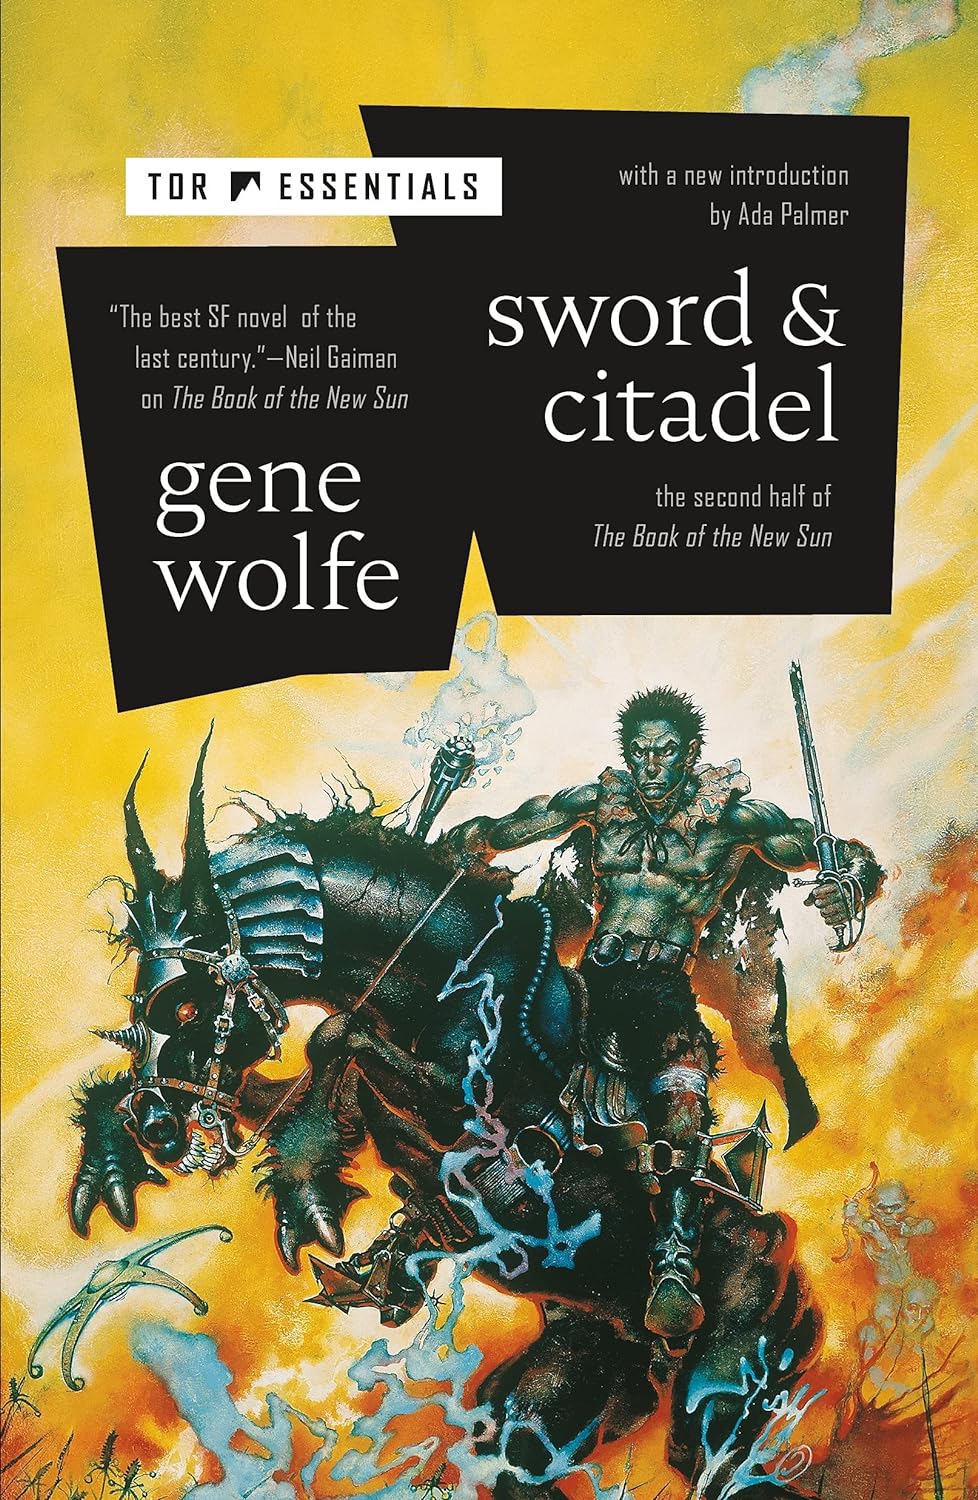 TOR ESSENTIALS
with a new introduction
by Ada Palmer
sword &
citadel
the second half of
The Book of the New Sun
“The best SF novel of the
last century.”—Neil Gaiman
on The Book of the New Sun
gene
wolfe